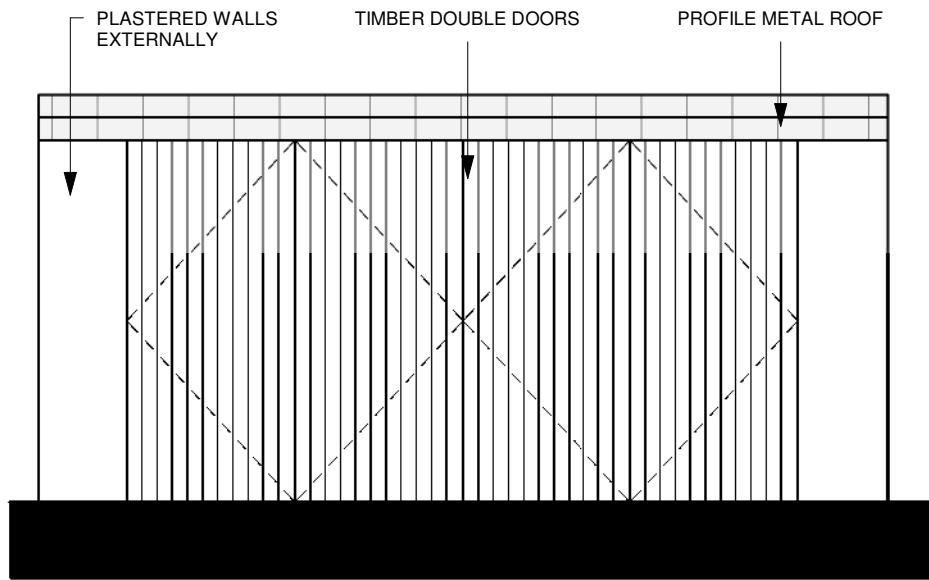 PLASTERED WALLS
EXTERNALLY
TIMBER DOUBLE DOORS
PROFILE METAL ROOF